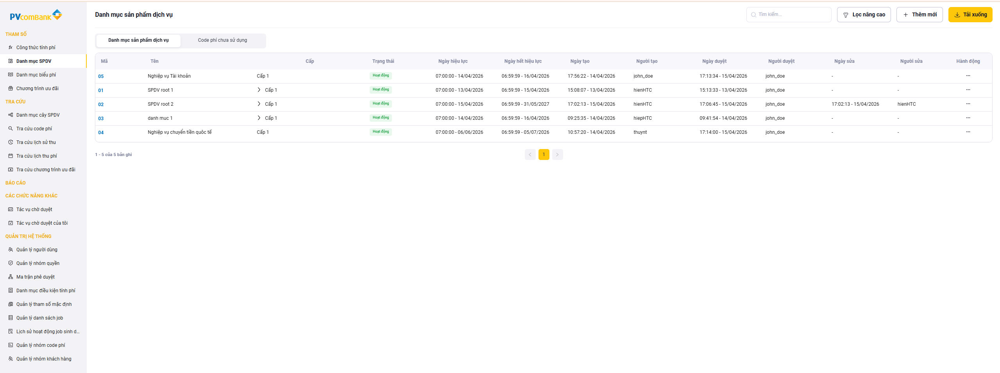 PVcomBank
THAM SỐ
Công thức tính phí
Danh mục SPDV
Danh mục biểu phí
Chương trình ưu đãi
TRA CỨU
Danh mục cây SPDV
Tra cứu code phí
Tra cứu lịch sử thu
Tra cứu lịch thu phí
Tra cứu chương trình ưu đãi
BÁO CÁO
CÁC CHỨC NĂNG KHÁC
Tác vụ chờ duyệt
Tác vụ chờ duyệt của tôi
QUẢN TRỊ HỆ THỐNG
Quản lý người dùng
Quản lý nhóm quyền
Ma trận phê duyệt
Danh mục điều kiện tính phí
Quản lý tham số mặc định
Quản lý danh sách job
Lịch sử hoạt động job sinh d...
Quản lý nhóm code phí
Quản lý nhóm khách hàng
Danh mục sản phẩm dịch vụ
Tìm kiếm...
Lọc nâng cao
Thêm mới
Tải xuống
Danh mục sản phẩm dịch vụ
Code phí chưa sử dụng
Mã Tên Cấp Trạng thái Ngày hiệu lực Ngày hết hiệu lực Ngày tạo Người tạo Ngày duyệt Người duyệt Ngày sửa Người sửa Hành động
05 Nghiệp vụ Tài khoản Cấp 1 Hoạt động 07:00:00 - 14/04/2026 06:59:59 - 16/04/2026 17:56:22 - 14/04/2026 john_doe 17:13:34 - 15/04/2026 john_doe - - ...
01 SPDV root 1 > Cấp 1 Hoạt động 07:00:00 - 13/04/2026 06:59:59 - 15/04/2026 15:08:07 - 13/04/2026 hienHTC 15:13:33 - 13/04/2026 john_doe - - ...
02 SPDV root 2 > Cấp 1 Hoạt động 07:00:00 - 15/04/2026 06:59:59 - 31/05/2027 17:02:13 - 15/04/2026 hienHTC 17:06:45 - 15/04/2026 john_doe 17:02:13 - 15/04/2026 hienHTC ...
03 danh muc 1 > Cấp 1 Hoạt động 07:00:00 - 14/04/2026 06:59:59 - 16/04/2026 09:25:35 - 14/04/2026 hiepHTC 09:41:54 - 14/04/2026 john_doe - - ...
04 Nghiệp vụ chuyển tiền quôc tế Cấp 1 Hoạt động 07:00:00 - 06/06/2026 06:59:59 - 05/07/2026 10:57:20 - 14/04/2026 thuynt 17:14:00 - 15/04/2026 john_doe - - ...
1 - 5 của 5 bản ghi
< 1 >